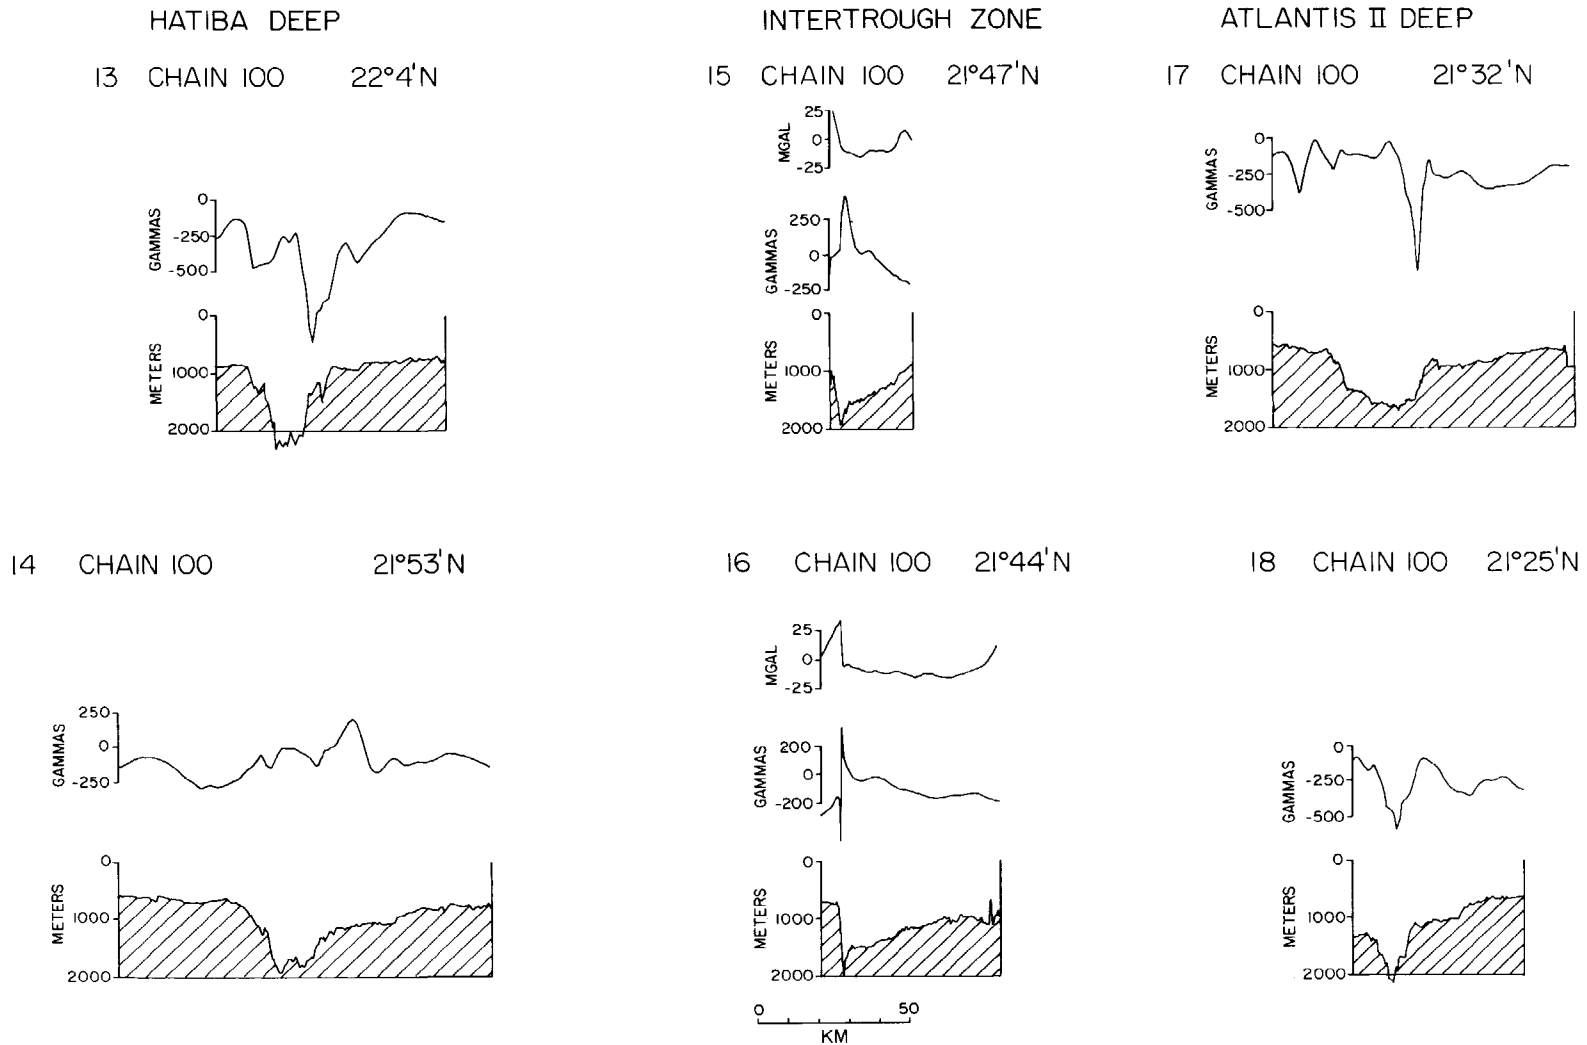 HATIBA DEEP
INTERTROUGH ZONE
ATLANTIS II DEEP
13 CHAIN 100 22°4'N
0
-250
-500
GAMMAS
0
1000
2000
METERS
15 CHAIN 100 21°47'N
25
0
-25
MGAL
250
0
-250
GAMMAS
0
1000
2000
METERS
17 CHAIN 100 21°32'N
0
-250
-500
GAMMAS
0
1000
2000
METERS
14 CHAIN 100 21°53'N
250
0
-250
GAMMAS
0
1000
2000
METERS
16 CHAIN 100 21°44'N
25
0
-25
MGAL
200
0
-200
GAMMAS
0
1000
2000
METERS
0 50
KM
18 CHAIN 100 21°25'N
0
-250
-500
GAMMAS
0
1000
2000
METERS